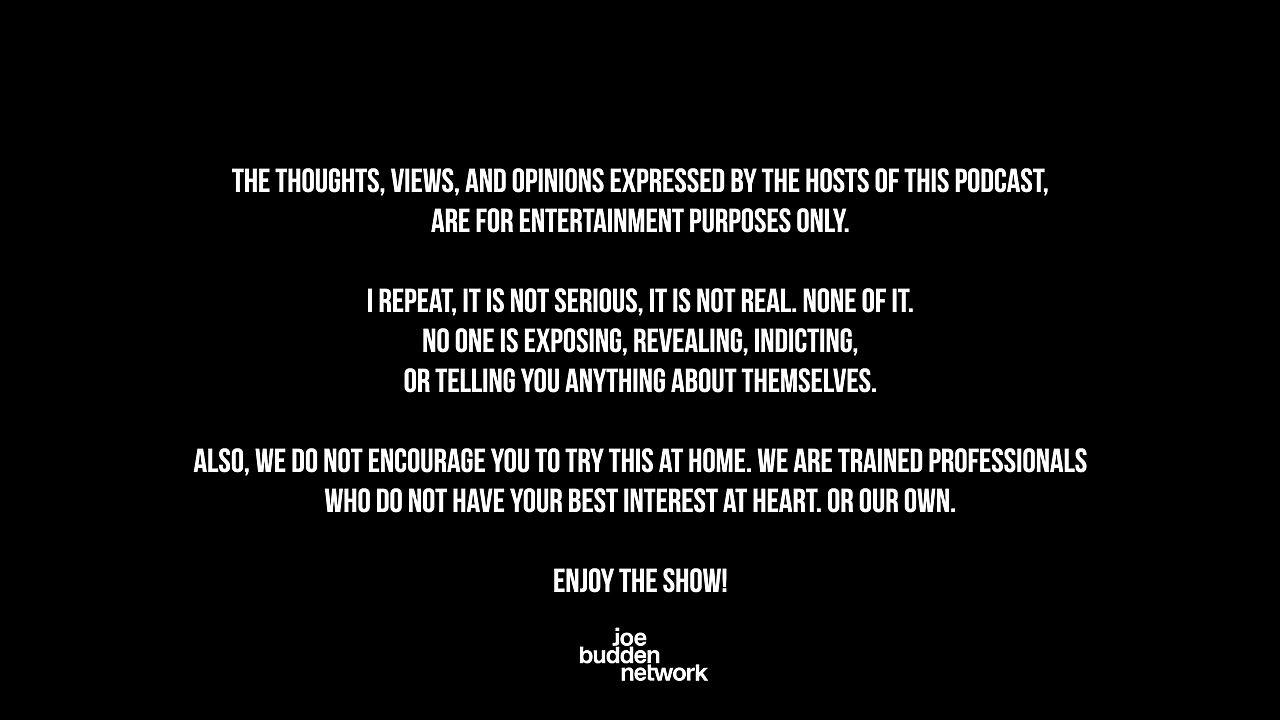 THE THOUGHTS, VIEWS, AND OPINIONS EXPRESSED BY THE HOSTS OF THIS PODCAST,
ARE FOR ENTERTAINMENT PURPOSES ONLY.
I REPEAT, IT IS NOT SERIOUS, IT IS NOT REAL. NONE OF IT.
NO ONE IS EXPOSING, REVEALING, INDICTING,
OR TELLING YOU ANYTHING ABOUT THEMSELVES.
ALSO, WE DO NOT ENCOURAGE YOU TO TRY THIS AT HOME. WE ARE TRAINED PROFESSIONALS
WHO DO NOT HAVE YOUR BEST INTEREST AT HEART. OR OUR OWN.
ENJOY THE SHOW!
joe
budden
network